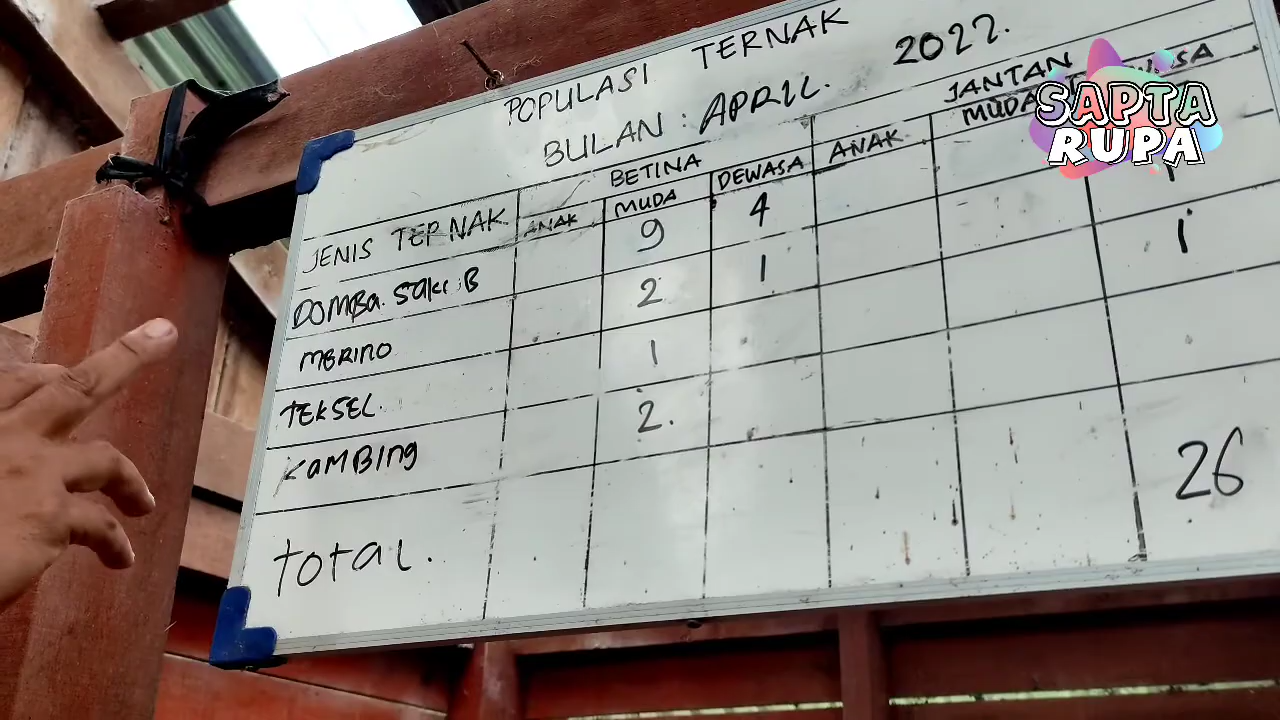 POPULASI TERNAK
BULAN : APRIL. 2022.
BETINA JANTAN
JENIS TERNAK ANAK MUDA DEWASA ANAK MUDA
DOMBA SAKI B 9 4
MERINO 2 1 1
TEKSEL 1
KAMBING 2.
TOTAL. 26
SAPTA
RUPA